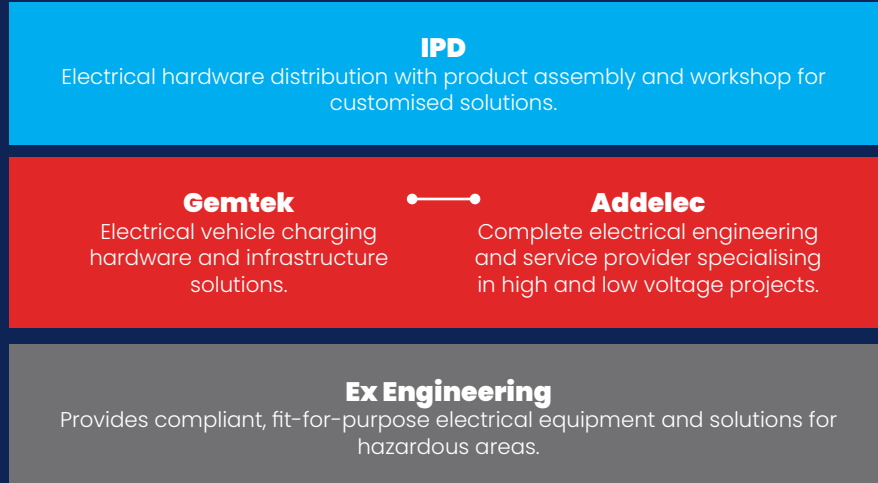 IPD
Electrical hardware distribution with product assembly and workshop for
customised solutions.
Gemtek
Electrical vehicle charging
hardware and infrastructure
solutions.
Addelec
Complete electrical engineering
and service provider specialising
in high and low voltage projects.
Ex Engineering
Provides compliant, fit-for-purpose electrical equipment and solutions for
hazardous areas.